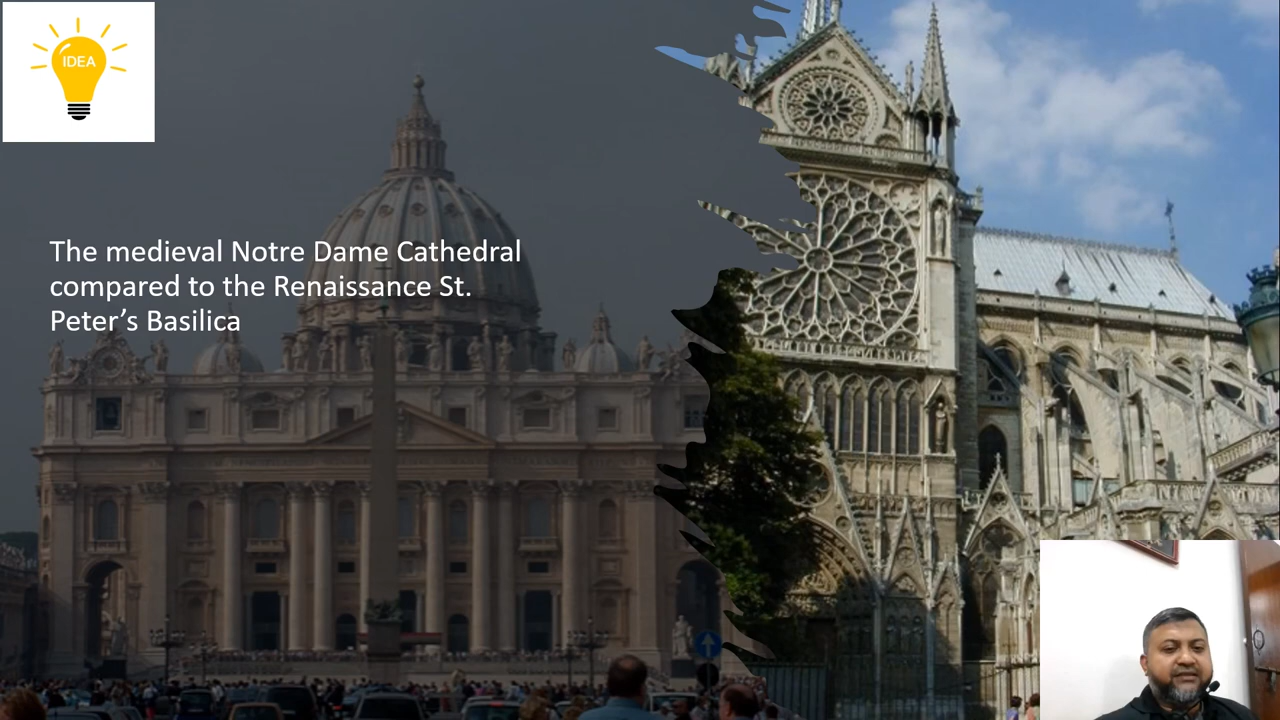 IDEA
The medieval Notre Dame Cathedral
compared to the Renaissance St.
Peter’s Basilica